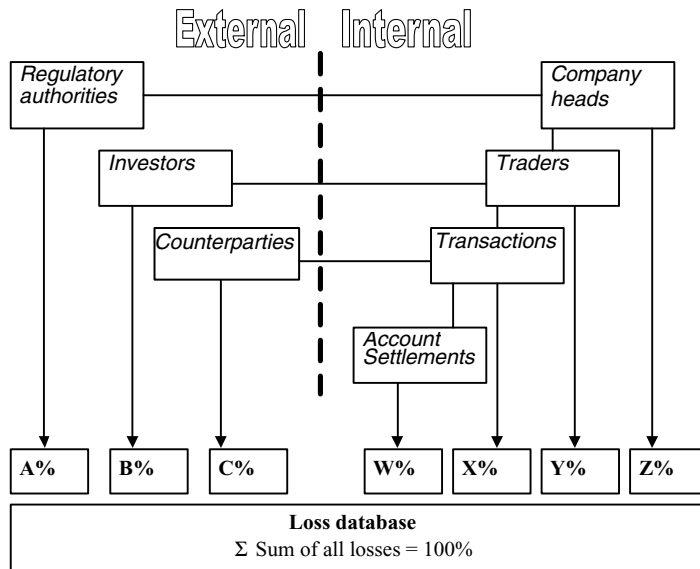 External Internal
Regulatory
authorities
Company
heads
Investors
Traders
Counterparties
Transactions
Account
Settlements
A% B% C% W% X% Y% Z%
Loss database
Σ Sum of all losses = 100%